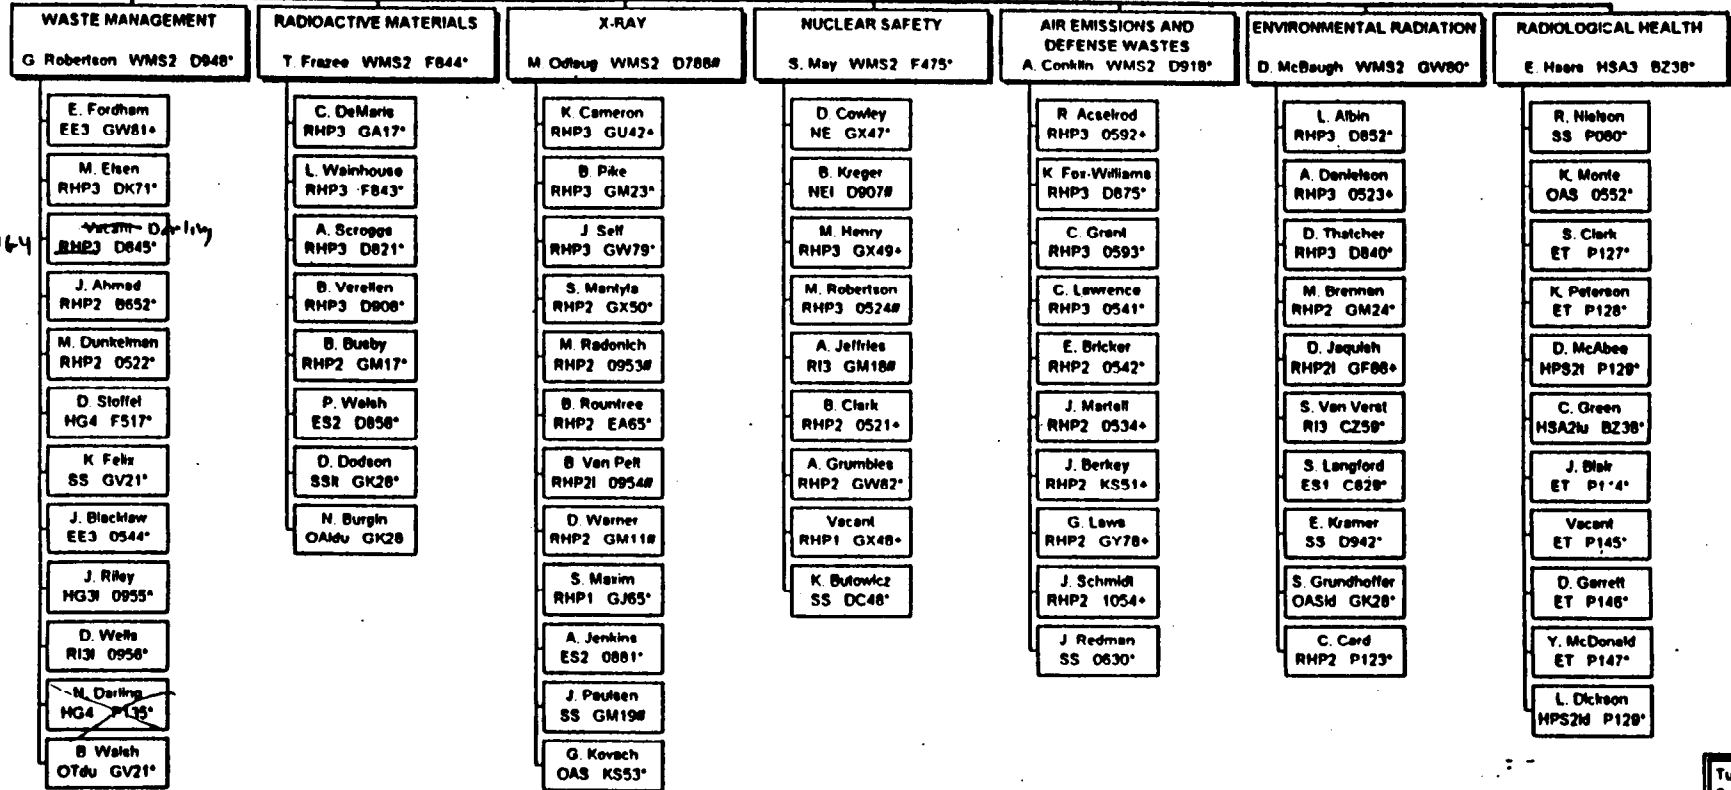 WASTE MANAGEMENT
G Robertson WMS2 D948*
E. Fordham
EE3 GW81+
M. Elsen
RHP3 DK71*
Vacant Darling
RHP3 D845*
J. Ahmad
RHP2 B652*
M. Dunkelman
RHP2 0522*
D. Stoffel
HG4 F517*
K Felix
SS GV21*
J. Blacklaw
EE3 0544*
J. Riley
HG3I 0955*
D. Wells
RI3I 0956*
N. Darling
HG4 P135*
B Walsh
OTdu GV21*
RADIOACTIVE MATERIALS
T. Frazee WMS2 F844*
C. DeMaris
RHP3 GA17*
L. Wainhouse
RHP3 F843*
A. Scroggs
RHP3 D821*
B. Verellen
RHP3 D908*
B. Busby
RHP2 GM17*
P. Welsh
ES2 D858*
D. Dodson
GK28*
N. Burgin
OAldu GK28
X-RAY
M Odlaug WMS2 D788#
K. Cameron
RHP3 GU42+
B. Pike
RHP3 GM23*
J Self
RHP3 GW79*
S. Mantyla
RHP2 GX50*
M. Radonich
RHP2 0953#
B. Rountree
RHP2 EA65*
B Van Pelt
RHP2I 0954#
D. Warner
RHP2 GM11#
S. Maxim
RHP1 GJ65*
A. Jenkins
ES2 0881*
J. Paulsen
SS GM19#
G. Kovach
OAS KS53*
NUCLEAR SAFETY
S. May WMS2 F475*
D. Cowley
NE GX47*
B. Kreger
NEI D907#
M. Henry
RHP3 GX49+
M. Robertson
RHP3 0524#
A. Jeffries
RI3 GM18#
B. Clark
RHP2 0521+
A. Grumbles
RHP2 GW82*
Vacant
RHP1 GX48+
K. Butowicz
SS DC48*
AIR EMISSIONS AND
DEFENSE WASTES
A. Conklin WMS2 D918*
R Acselrod
RHP3 0592+
K Fox-Williams
RHP3 D875*
C. Grant
RHP3 0593*
C. Lawrence
RHP3 0541*
E. Bricker
RHP2 0542*
J. Martell
RHP2 0534+
J. Berkey
RHP2 KS51+
G. Laws
RHP2 GY78+
J. Schmidt
RHP2 1054+
J Redman
SS 0630*
ENVIRONMENTAL RADIATION
D. McBaugh WMS2 GW80*
L. Albin
RHP3 D852*
A. Danielson
RHP3 0523+
D. Thatcher
RHP3 D840*
M. Brennan
RHP2 GM24*
D. Jaquish
RHP2I GF86+
S. Van Verst
RI3 CZ59*
S. Langford
ES1 C829*
E. Kramer
SS D942*
S. Grundhoffer
OASId GK28*
C. Card
RHP2 P123*
RADIOLOGICAL HEALTH
E. Haars HSA3 BZ38*
R. Nielson
SS P080*
K. Monte
OAS 0552*
S. Clark
ET P127*
K. Peterson
ET P128*
D. McAbee
HPS2I P129*
C. Green
HSA2Iu BZ38*
J. Blair
ET
Vacant
ET P145*
D. Garrett
ET P146*
Y. McDonald
ET P147*
L. Dickson
HPS2Id P129*